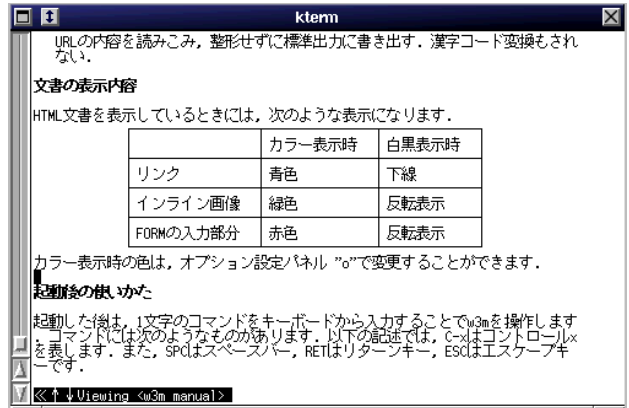 kterm
URLの内容を読みこみ, 整形せずに標準出力に書き出す. 漢字コード変換もされ
ない.
文書の表示内容
HTML文書を表示しているときには, 次のような表示になります.
カラー表示時 白黒表示時
リンク 青色 下線
インライン画像 緑色 反転表示
FORMの入力部分 赤色 反転表示
カラー表示時の色は, オプション設定パネル "o"で変更することができます.
起動後の使いかた
起動した後は, 1文字のコマンドをキーボードから入力することでw3mを操作します
. コマンドには次のようなものがあります. 以下の記述では, C-xはコントロールx
を表します. また, SPCはスペースバー, RETはリターンキー, ESCはエスケープキ
ーです.
≪↑↓Viewing <w3m manual>